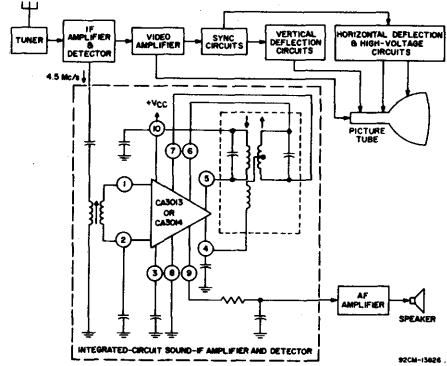 TUNER
IF
AMPLIFIER
&
DETECTOR
VIDEO
AMPLIFIER
SYNC
CIRCUITS
VERTICAL
DEFLECTION
CIRCUITS
HORIZONTAL DEFLECTION
& HIGH-VOLTAGE
CIRCUITS
PICTURE
TUBE
4.5 Mc/s
+VCC
10
7
6
5
1
CA3013
OR
CA3014
2
4
3
8
9
AF
AMPLIFIER
SPEAKER
INTEGRATED-CIRCUIT SOUND-IF AMPLIFIER AND DETECTOR
92CM-13826